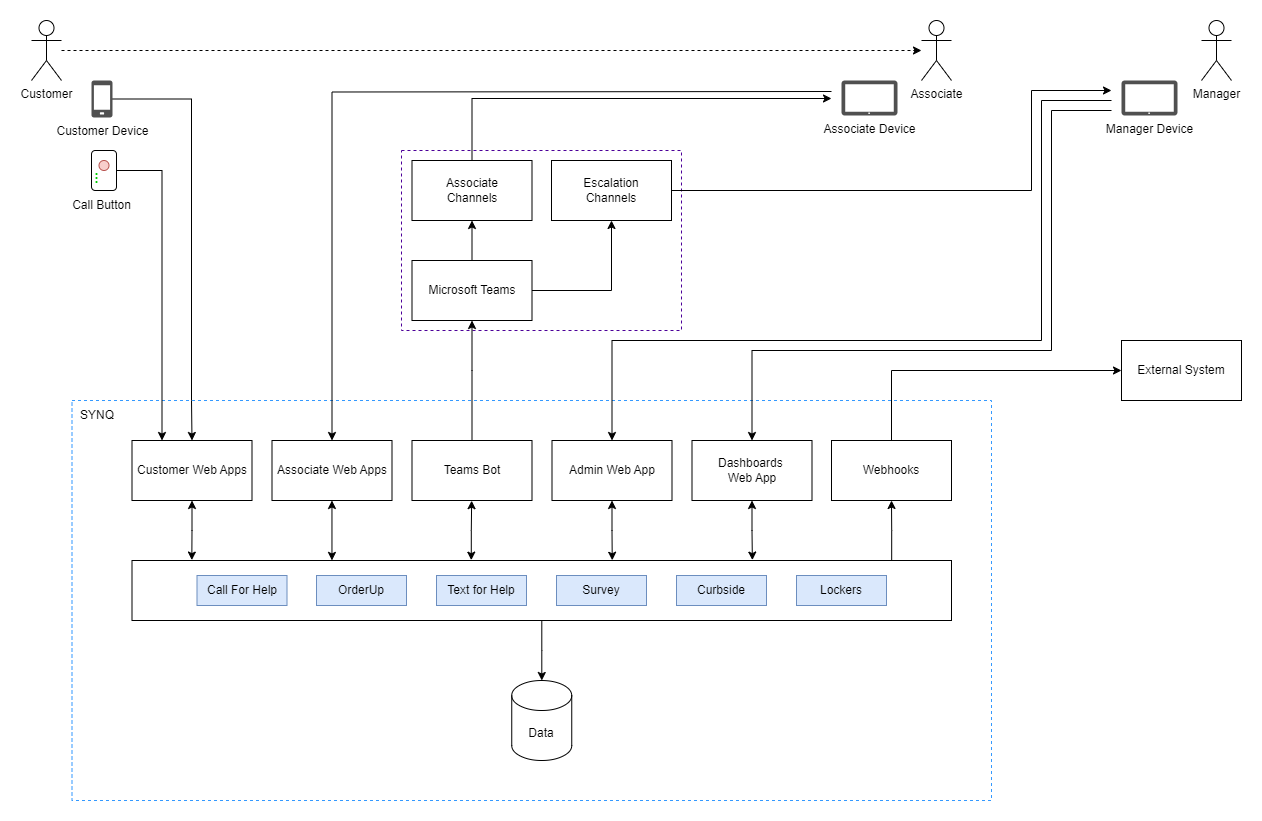 Customer
Associate
Manager
Customer Device
Associate Device
Manager Device
Call Button
Associate
Channels
Escalation
Channels
Microsoft Teams
External System
SYNQ
Customer Web Apps
Associate Web Apps
Teams Bot
Admin Web App
Dashboards
Web App
Webhooks
Call For Help
OrderUp
Text for Help
Survey
Curbside
Lockers
Data